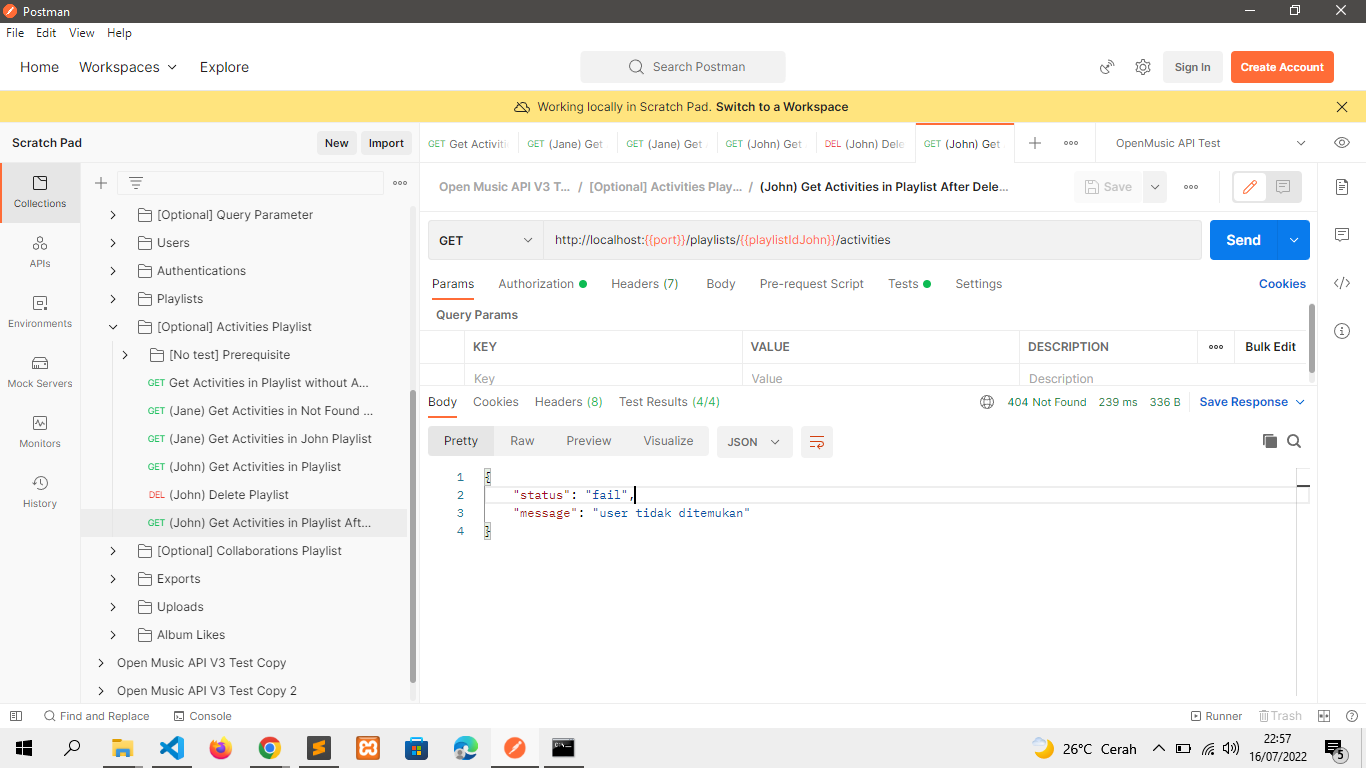 Postman
File Edit View Help
Home Workspaces Explore Search Postman Sign In Create Account
Working locally in Scratch Pad. Switch to a Workspace
Scratch Pad New Import
GET Get Activiti GET (Jane) Get GET (Jane) Get GET (John) Get DEL (John) Dele GET (John) Get OpenMusic API Test
Collections
APIs
Environments
Mock Servers
Monitors
History
[Optional] Query Parameter
Users
Authentications
Playlists
[Optional] Activities Playlist
[No test] Prerequisite
GET Get Activities in Playlist without A...
GET (Jane) Get Activities in Not Found ...
GET (Jane) Get Activities in John Playlist
GET (John) Get Activities in Playlist
DEL (John) Delete Playlist
GET (John) Get Activities in Playlist Aft...
[Optional] Collaborations Playlist
Exports
Uploads
Album Likes
Open Music API V3 Test Copy
Open Music API V3 Test Copy 2
Open Music API V3 T... / [Optional] Activities Play... / (John) Get Activities in Playlist After Dele... Save
GET http://localhost:{{port}}/playlists/{{playlistIdJohn}}/activities Send
Params Authorization Headers (7) Body Pre-request Script Tests Settings Cookies
Query Params
KEY VALUE DESCRIPTION Bulk Edit
Key Value Description
Body Cookies Headers (8) Test Results (4/4) 404 Not Found 239 ms 336 B Save Response
Pretty Raw Preview Visualize JSON
1 {
2 "status": "fail",
3 "message": "user tidak ditemukan"
4 }
Find and Replace Console Runner Trash
26°C Cerah 22:57
16/07/2022 5